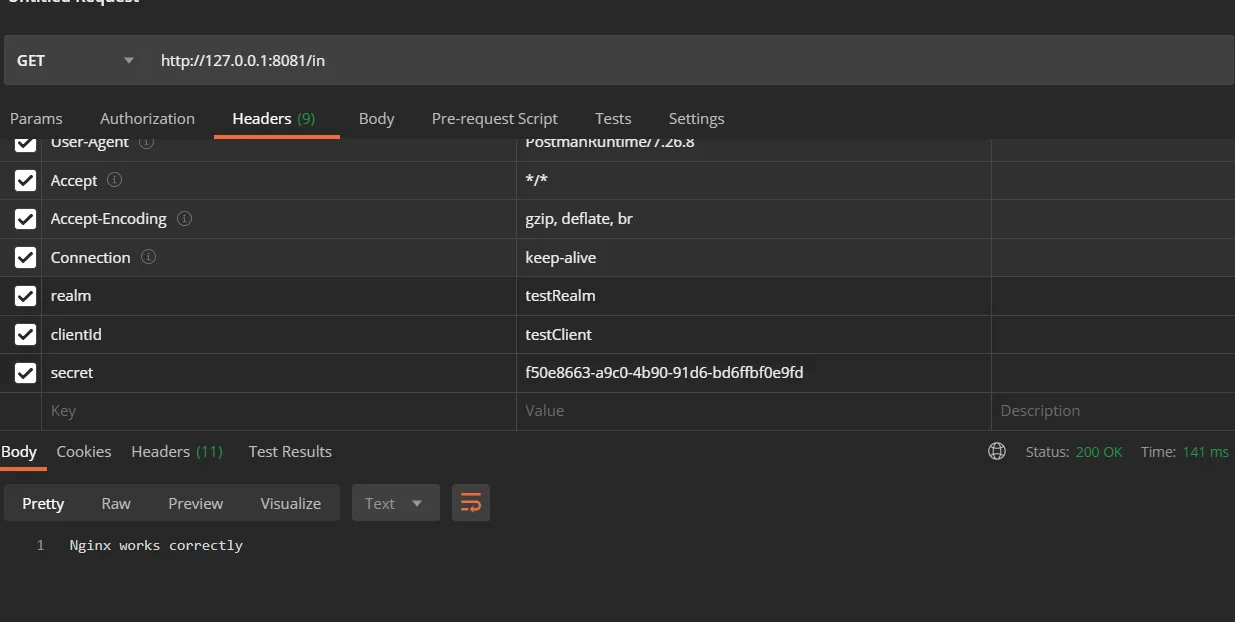 Untitled Request
GET http://127.0.0.1:8081/in
Params Authorization Headers (9) Body Pre-request Script Tests Settings
User-Agent PostmanRuntime/7.26.8
Accept */*
Accept-Encoding gzip, deflate, br
Connection keep-alive
realm testRealm
clientId testClient
secret f50e8663-a9c0-4b90-91d6-bd6ffbf0e9fd
Key Value Description
Body Cookies Headers (11) Test Results Status: 200 OK Time: 141 ms
Pretty Raw Preview Visualize Text
1 Nginx works correctly